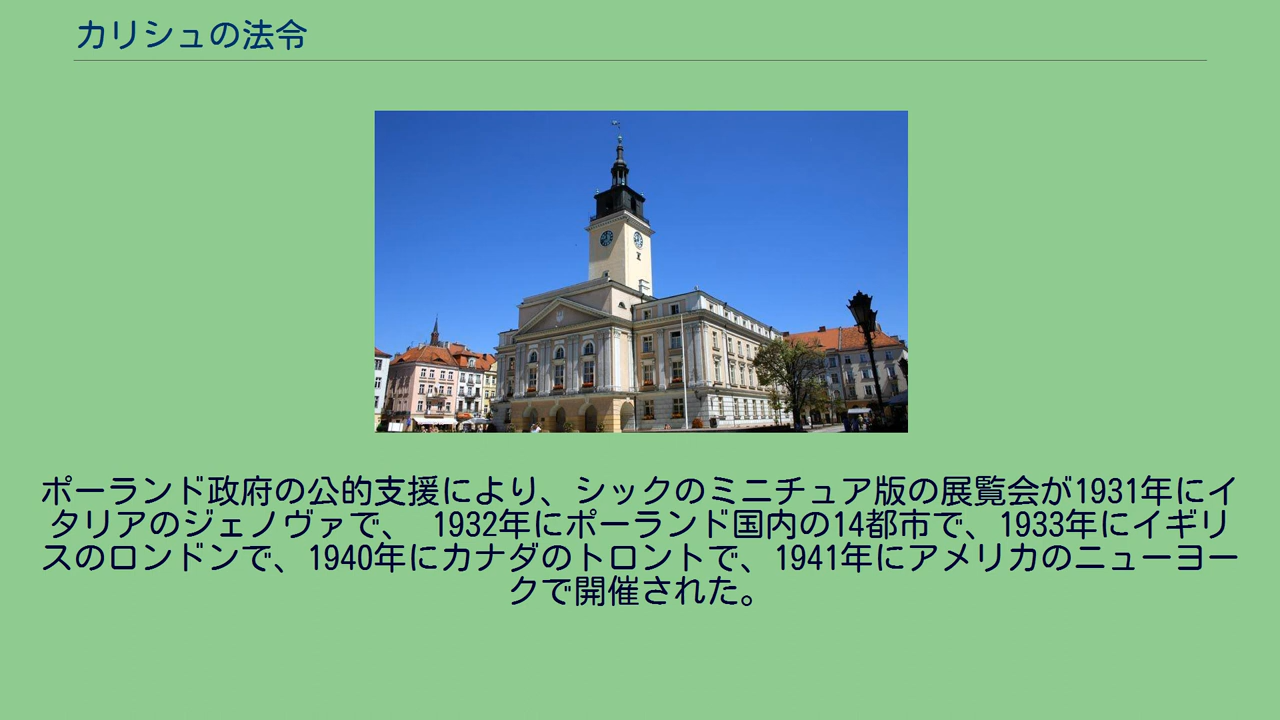 カリシュの法令
ポーランド政府の公的支援により、シックのミニチュア版の展覧会が1931年にイ
タリアのジェノヴァで、 1932年にポーランド国内の14都市で、1933年にイギリ
スのロンドンで、1940年にカナダのトロントで、1941年にアメリカのニューヨー
クで開催された。